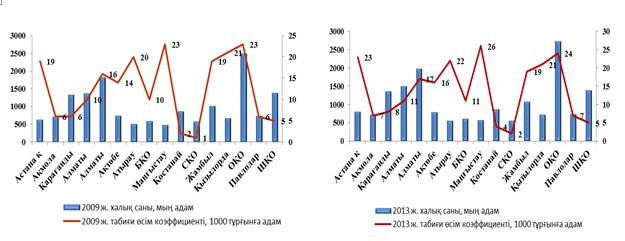 3000
2500
2000
1500
1000
500
0
25
20
15
10
5
0
19
6
6
10
16
14
20
10
23
2
1
19
21
23
6
5
Астана қ
Ақмола
Қарағанды
Алматы
Алматы
Ақтөбе
Атырау
БҚО
Маңғыстау
Қостанай
СҚО
Жамбыл
Қызылорда
ОҚО
Павлодар
ШҚО
2009 ж. халық саны, мың адам
2009 ж. табиғи өсім коэффициенті, 1000 тұрғынға адам
3000
2500
2000
1500
1000
500
0
30
25
20
15
10
5
0
23
7
8
11
17
16
22
11
26
4
2
19
21
24
7
5
Астана қ
Ақмола
Қарағанды
Алматы
Алматы
Ақтөбе
Атырау
БҚО
Маңғыстау
Қостанай
СҚО
Жамбыл
Қызылорда
ОҚО
Павлодар
ШҚО
2013 ж. халық саны, мың адам
2013 ж. табиғи өсім коэффициенті, 1000 тұрғынға адам